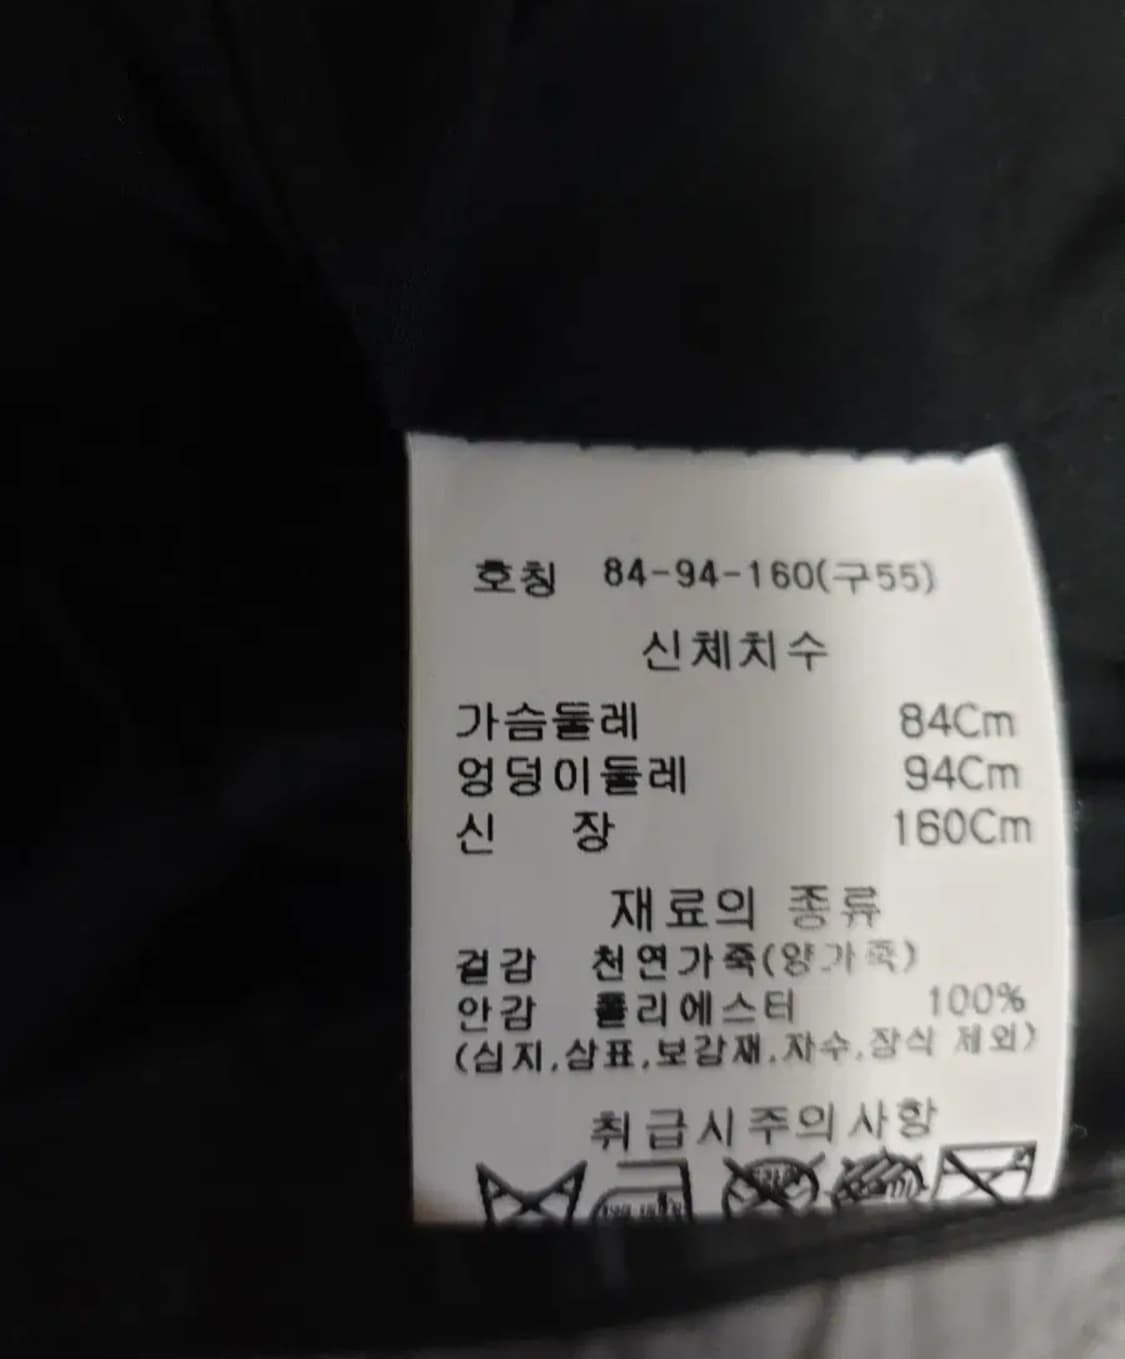 호칭 84-94-160(구55)
신체치수
가슴둘레 84Cm
엉덩이둘레 94Cm
신 장 160Cm
재료의 종류
겉감 천연가죽(양가죽)
안감 폴리에스터 100%
(심지,상표,보강재,자수,장식 제외)
취급시주의사항